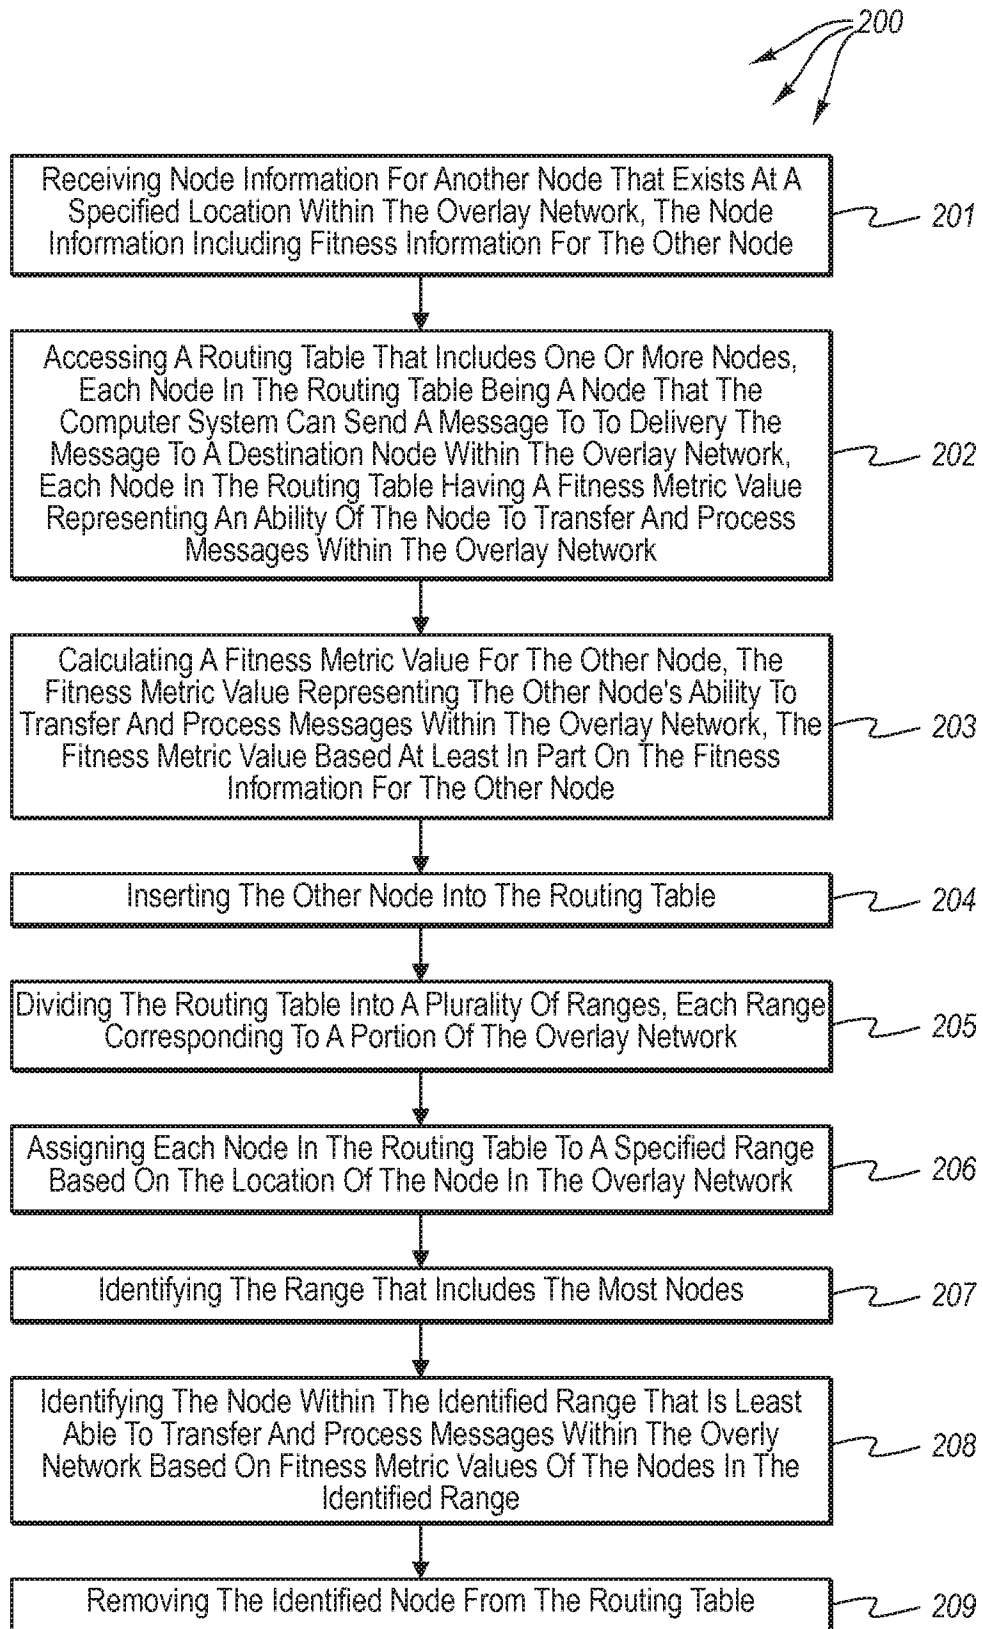 200
Receiving Node Information For Another Node That Exists At A
Specified Location Within The Overlay Network, The Node
Information Including Fitness Information For The Other Node
201
Accessing A Routing Table That Includes One Or More Nodes,
Each Node In The Routing Table Being A Node That The
Computer System Can Send A Message To To Delivery The
Message To A Destination Node Within The Overlay Network,
Each Node In The Routing Table Having A Fitness Metric Value
Representing An Ability Of The Node To Transfer And Process
Messages Within The Overlay Network
202
Calculating A Fitness Metric Value For The Other Node, The
Fitness Metric Value Representing The Other Node's Ability To
Transfer And Process Messages Within The Overlay Network, The
Fitness Metric Value Based At Least In Part On The Fitness
Information For The Other Node
203
Inserting The Other Node Into The Routing Table
204
Dividing The Routing Table Into A Plurality Of Ranges, Each Range
Corresponding To A Portion Of The Overlay Network
205
Assigning Each Node In The Routing Table To A Specified Range
Based On The Location Of The Node In The Overlay Network
206
Identifying The Range That Includes The Most Nodes
207
Identifying The Node Within The Identified Range That Is Least
Able To Transfer And Process Messages Within The Overly
Network Based On Fitness Metric Values Of The Nodes In The
Identified Range
208
Removing The Identified Node From The Routing Table
209